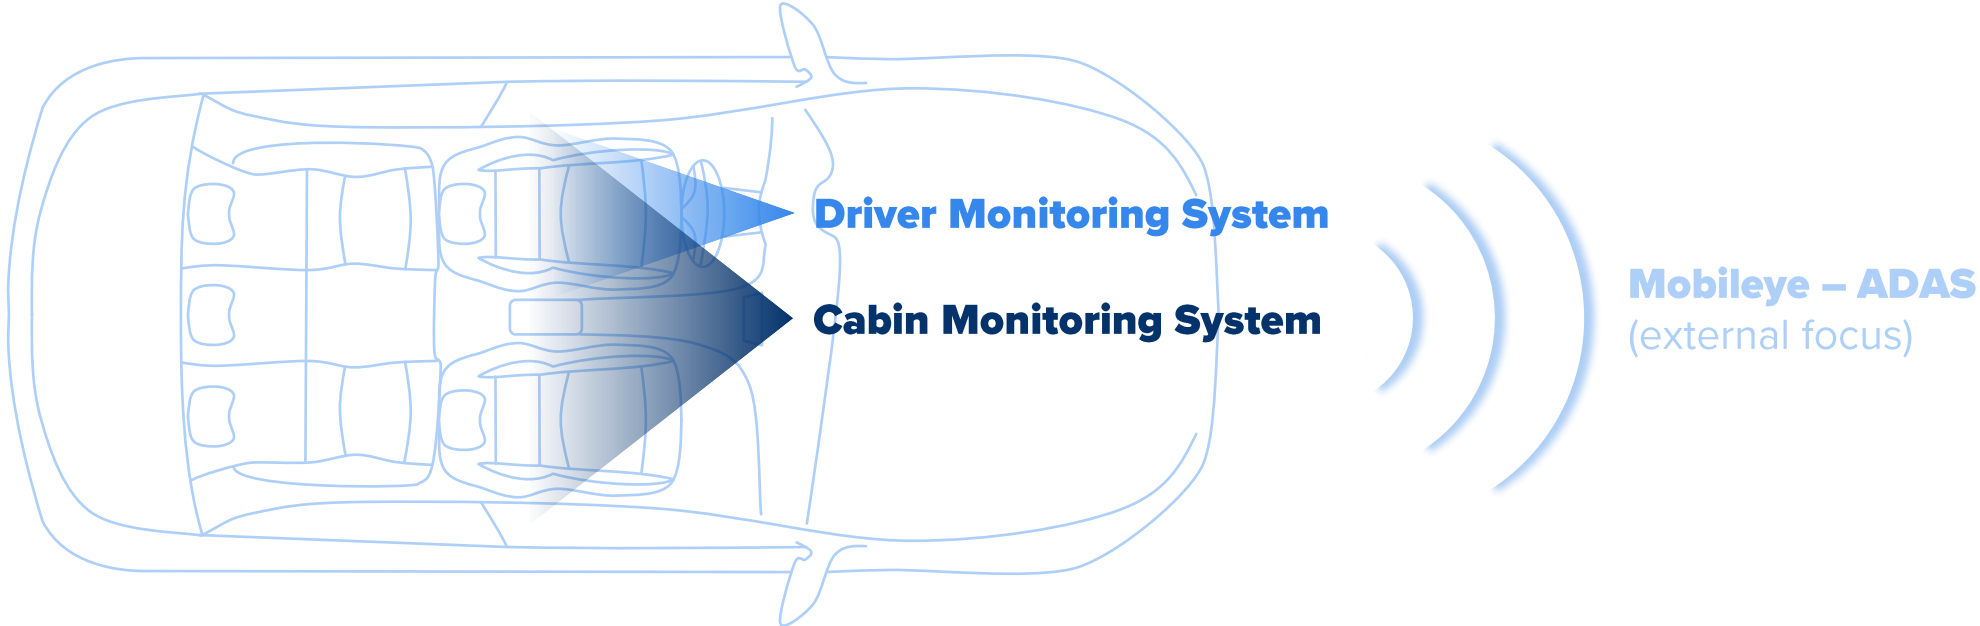 Driver Monitoring System
Cabin Monitoring System
Mobileye – ADAS
(external focus)